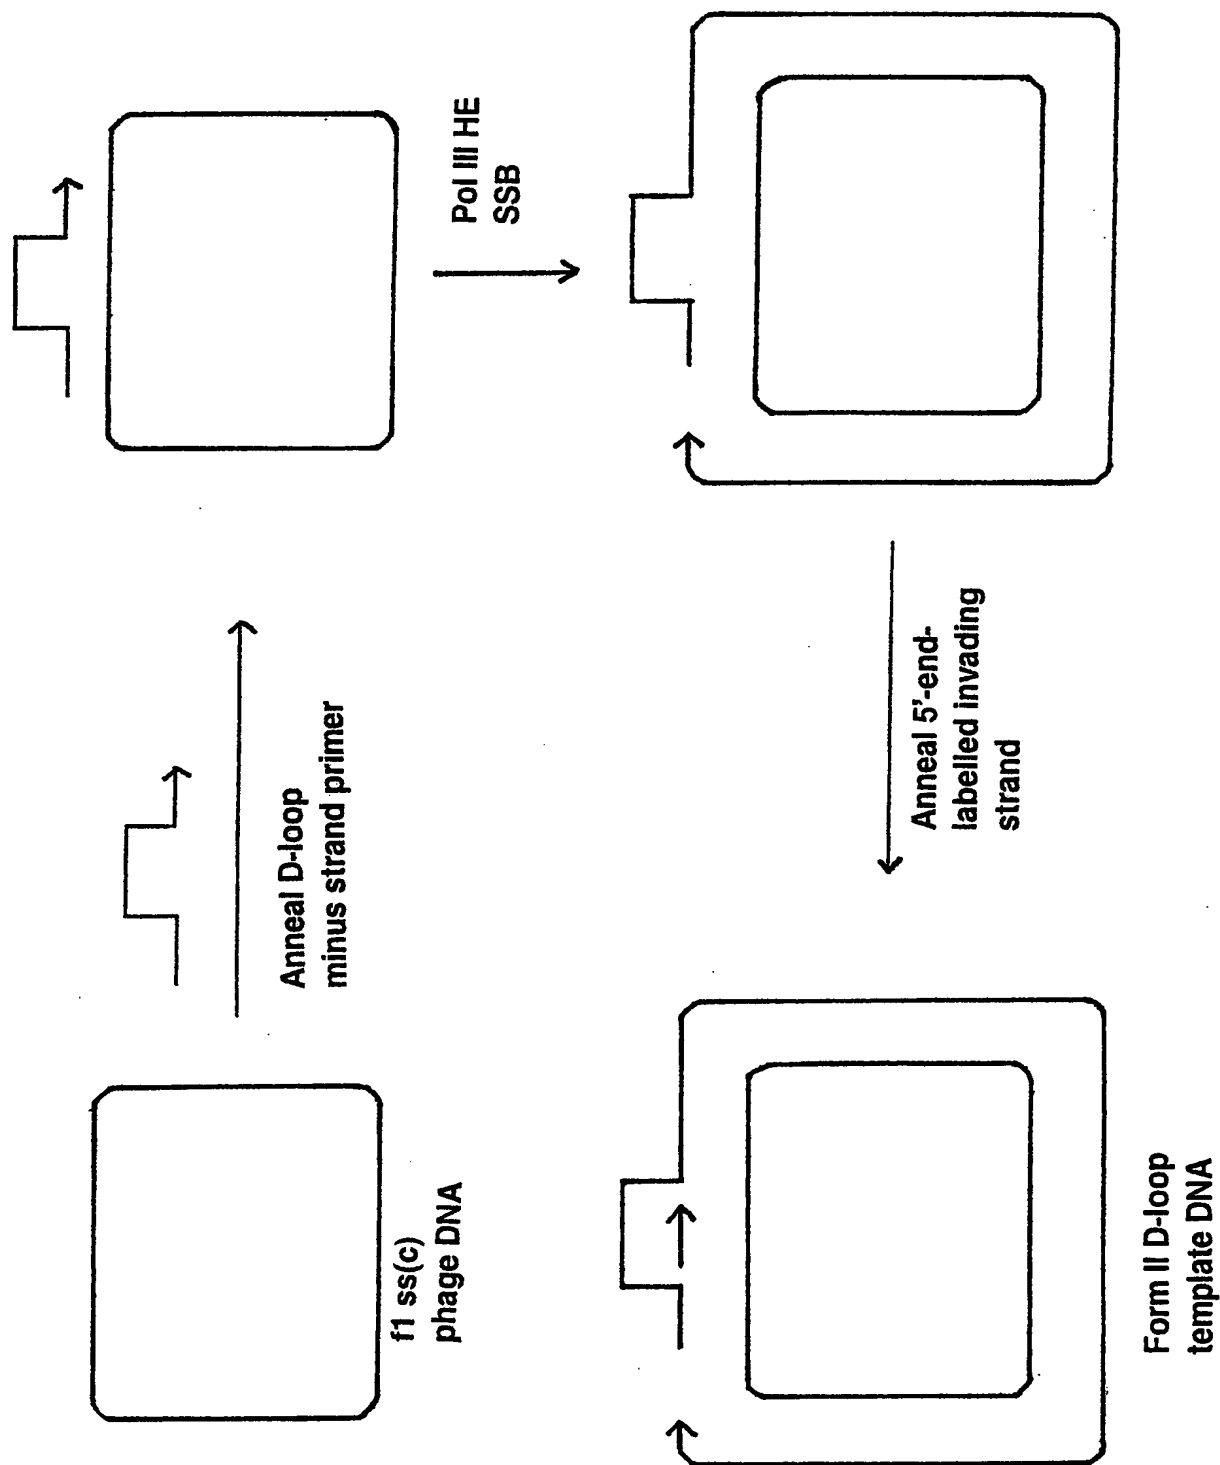 f1 ss(c)
phage DNA
Anneal D-loop
minus strand primer
Pol III HE
SSB
Anneal 5'-end-
labelled invading
strand
Form II D-loop
template DNA